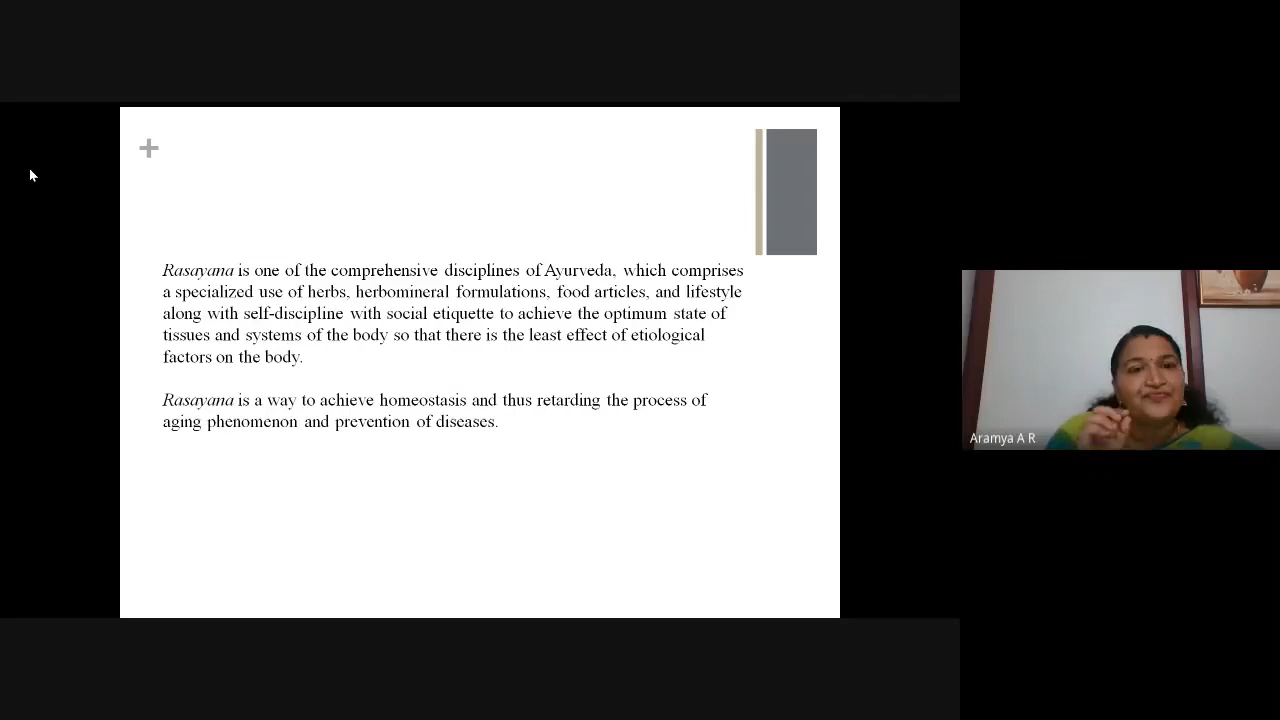 Rasayana is one of the comprehensive disciplines of Ayurveda, which comprises
a specialized use of herbs, herbomineral formulations, food articles, and lifestyle
along with self-discipline with social etiquette to achieve the optimum state of
tissues and systems of the body so that there is the least effect of etiological
factors on the body.
Rasayana is a way to achieve homeostasis and thus retarding the process of
aging phenomenon and prevention of diseases.
Aramya A R